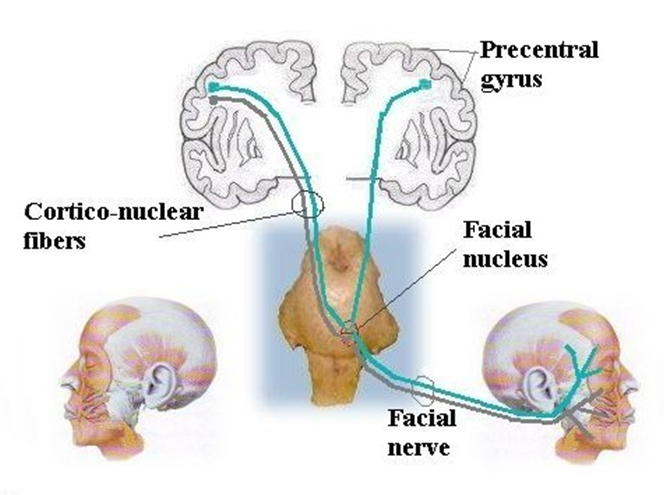 Precentral
gyrus
Cortico-nuclear
fibers
Facial
nucleus
Facial
nerve